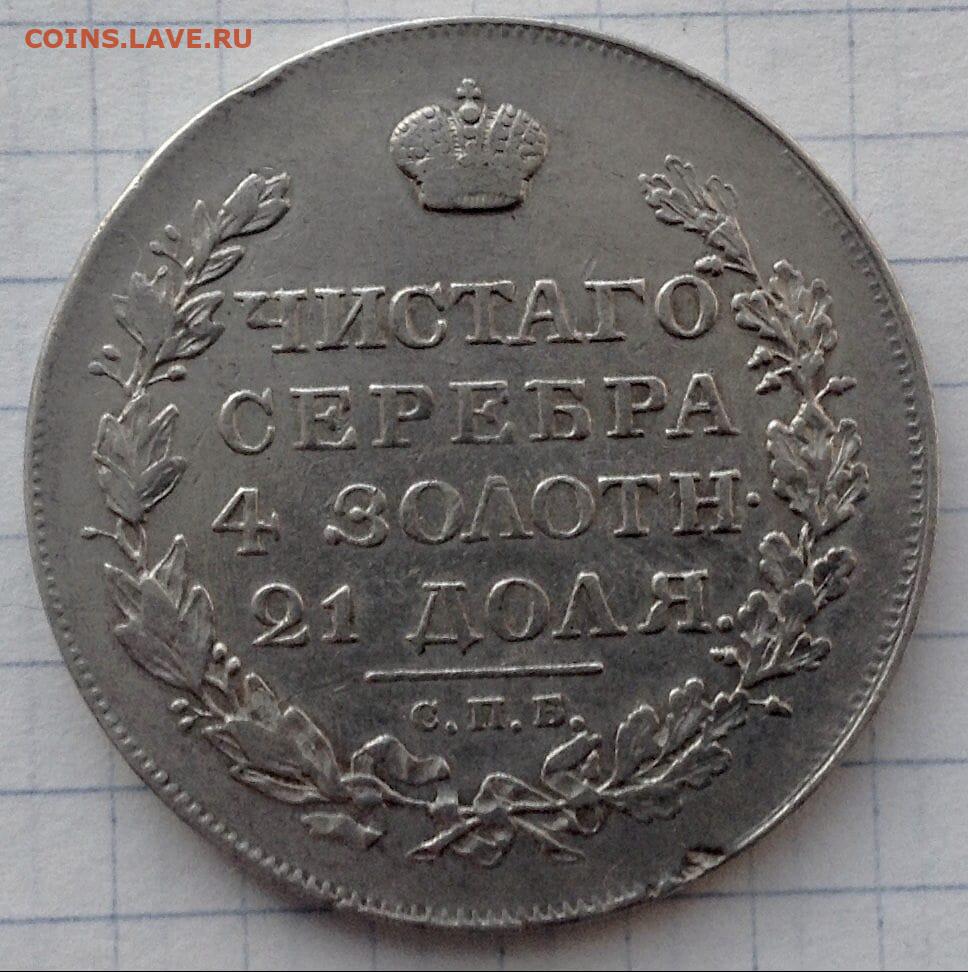 COINS.LAVE.RU
ЧИСТАГО
СЕРЕБРА
4 ЗОЛОТН·
21 ДОЛЯ.
С.П.Б.